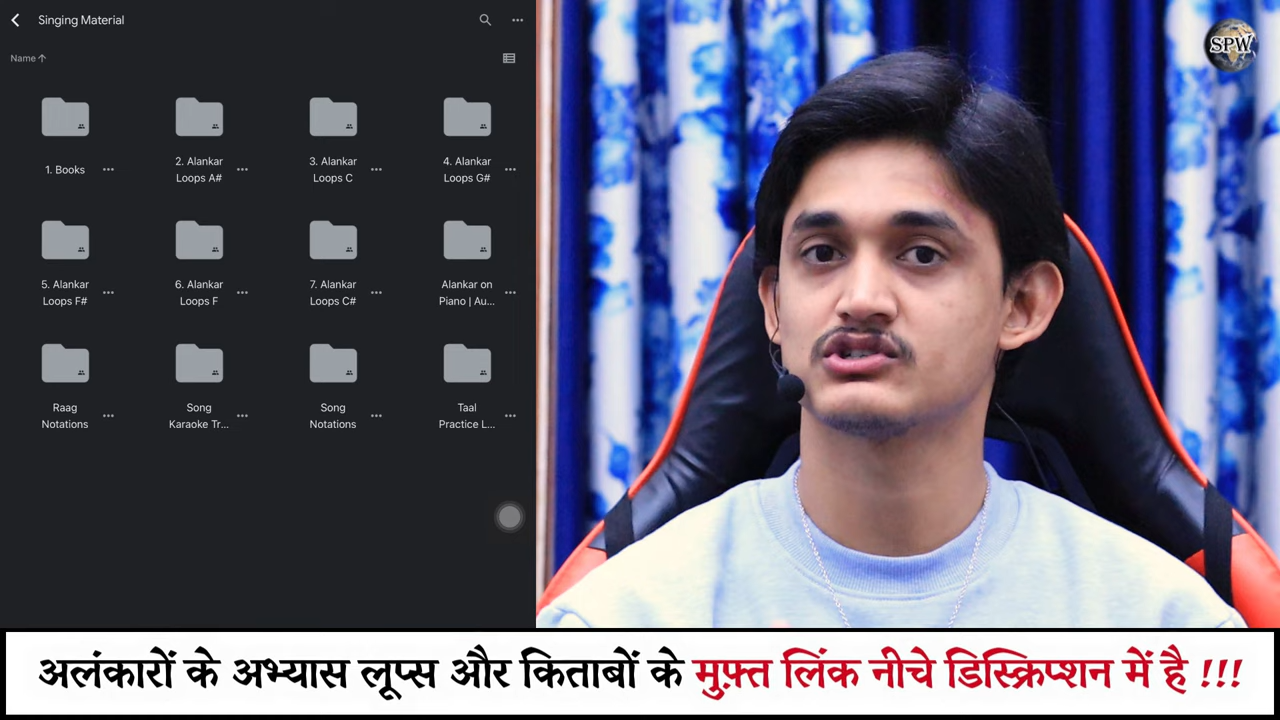 Singing Material
Name↑
1. Books
2. Alankar
Loops A#
3. Alankar
Loops C
4. Alankar
Loops G#
5. Alankar
Loops F#
6. Alankar
Loops F
7. Alankar
Loops C#
Alankar on
Piano | Au...
Raag
Notations
Song
Karaoke Tr...
Song
Notations
Taal
Practice L...
SPW
अलंकारों के अभ्यास लूप्स और किताबों के मुफ़्त लिंक नीचे डिस्क्रिप्शन में है !!!